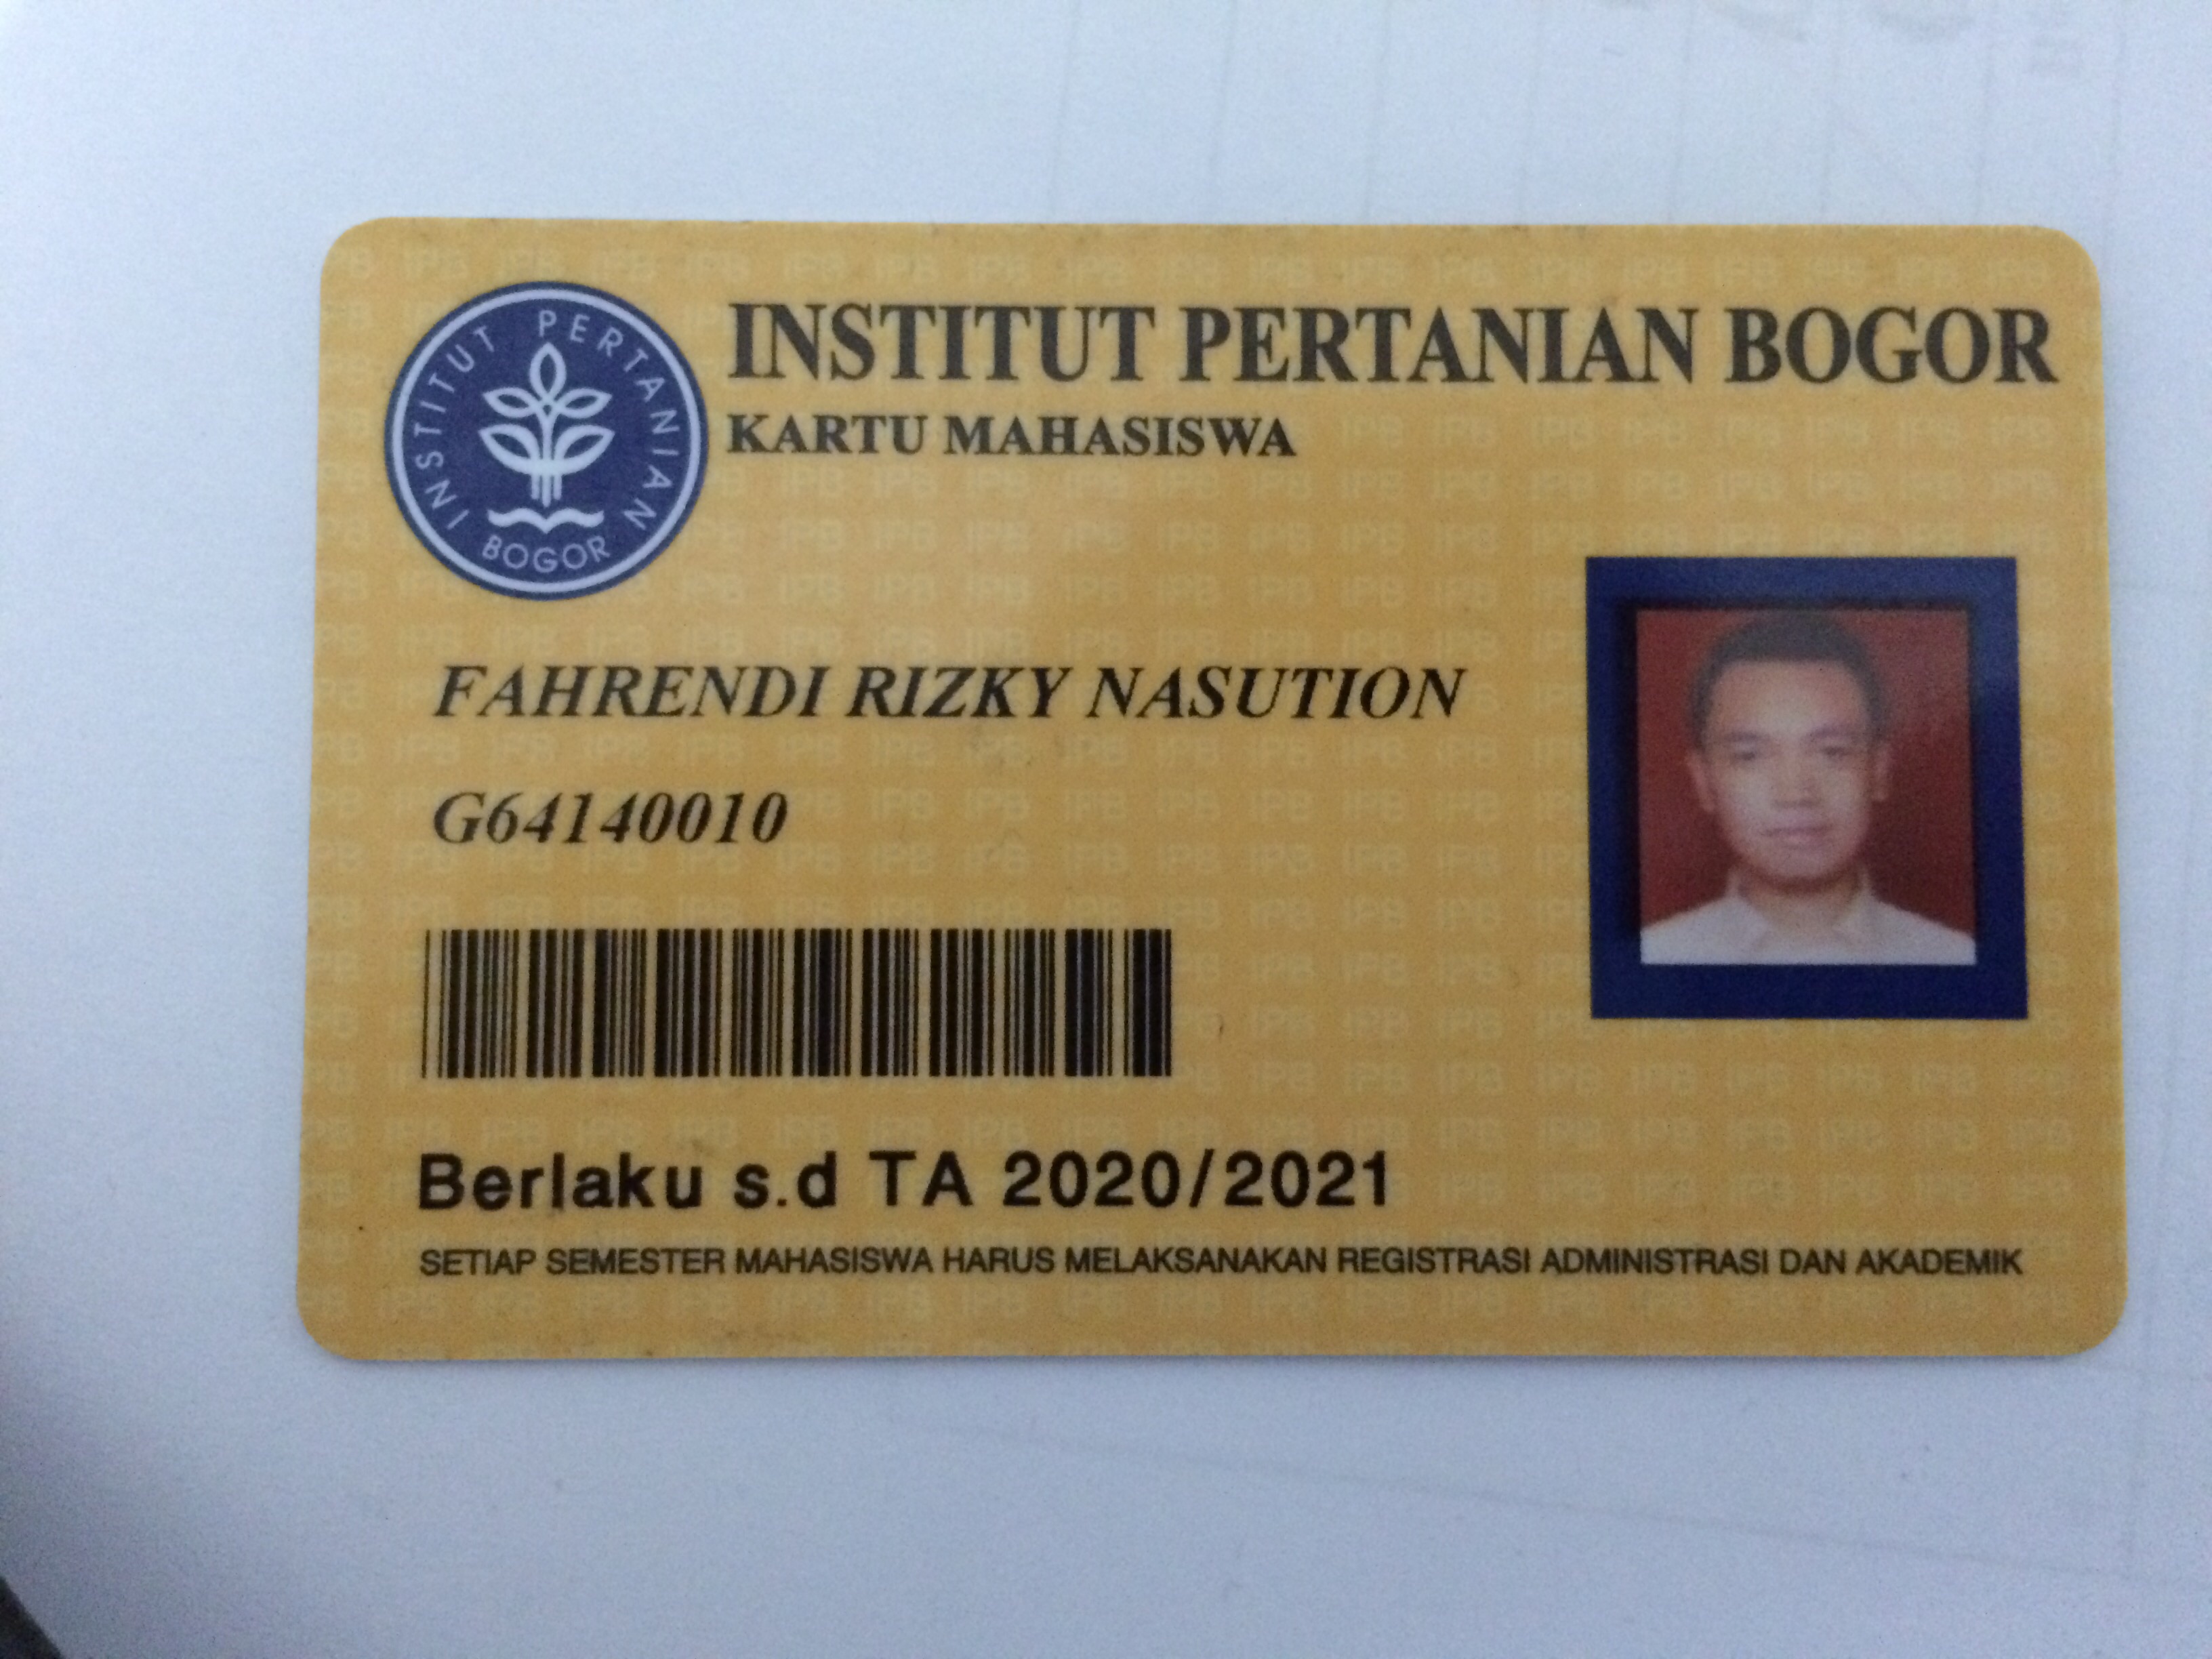 INSTITUT PERTANIAN BOGOR
INSTITUT PERTANIAN BOGOR
KARTU MAHASISWA
FAHRENDI RIZKY NASUTION
G64140010
Berlaku s.d TA 2020/2021
SETIAP SEMESTER MAHASISWA HARUS MELAKSANAKAN REGISTRASI ADMINISTRASI DAN AKADEMIK